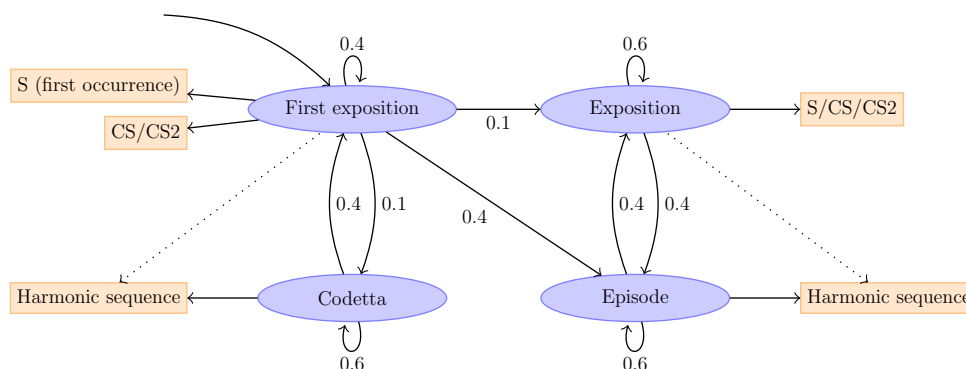 0.4
0.6
S (first occurrence)
First exposition
Exposition
S/CS/CS2
0.1
CS/CS2
0.4
0.1
0.4
0.4
0.4
Harmonic sequence
Codetta
Episode
Harmonic sequence
0.6
0.6